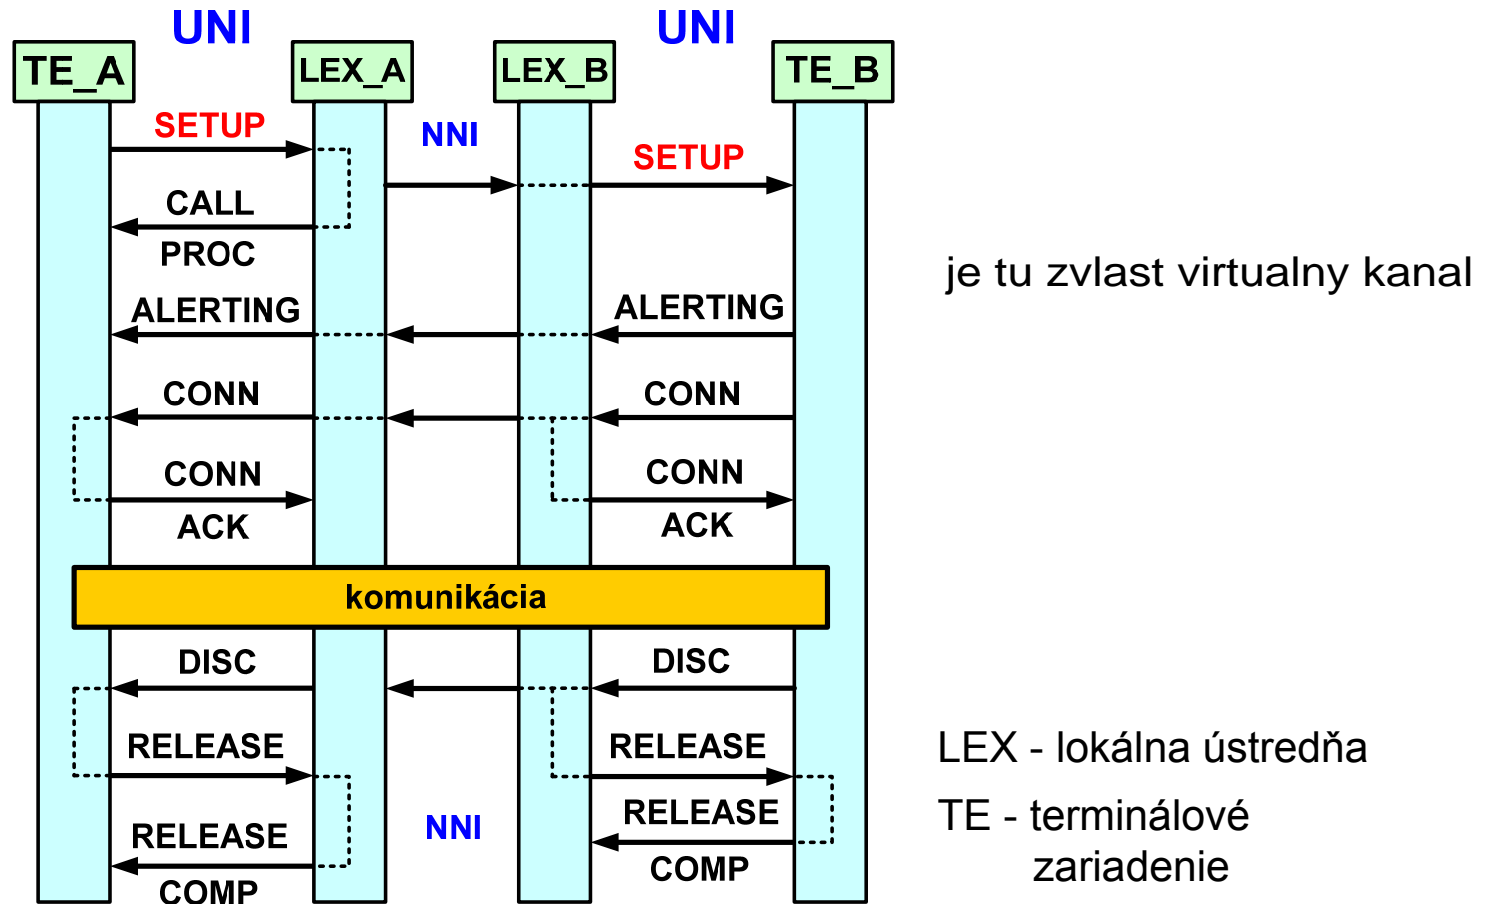 UNI
UNI
TE_A
LEX_A
LEX_B
TE_B
SETUP
NNI
SETUP
CALL
PROC
je tu zvlast virtualny kanal
ALERTING
ALERTING
CONN
CONN
CONN
ACK
CONN
ACK
komunikácia
DISC
DISC
RELEASE
RELEASE
LEX - lokálna ústredňa
RELEASE
COMP
NNI
RELEASE
COMP
TE - terminálové
zariadenie